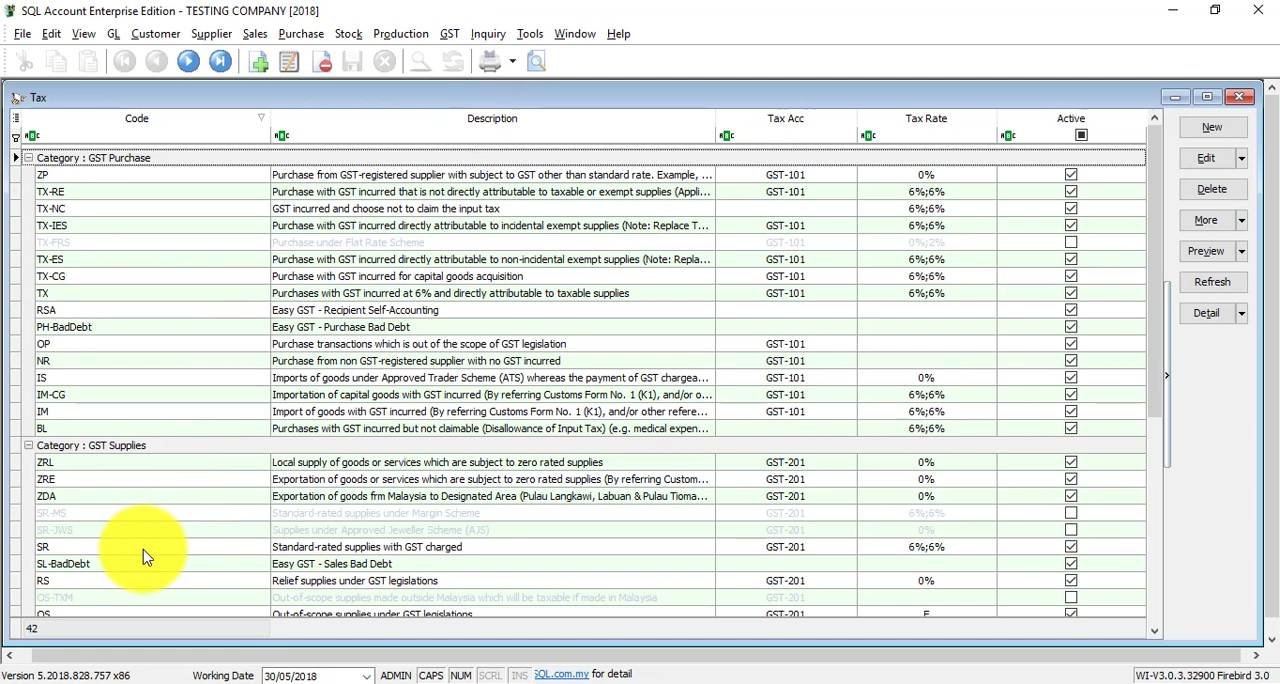 SQL Account Enterprise Edition - TESTING COMPANY [2018]
File Edit View GL Customer Supplier Sales Purchase Stock Production GST Inquiry Tools Window Help
Tax
Code Description Tax Acc Tax Rate Active
Category : GST Purchase
ZP Purchase from GST-registered supplier with subject to GST other than standard rate. Example, ... GST-101 0%
TX-RE Purchase with GST incurred that is not directly attributable to taxable or exempt supplies (Appli... GST-101 6%;6%
TX-NC GST incurred and choose not to claim the input tax 6%;6%
TX-IES Purchase with GST incurred directly attributable to incidental exempt supplies (Note: Replace T... GST-101 6%;6%
TX-FRS Purchase under Flat Rate Scheme GST-101 0%;2%
TX-ES Purchase with GST incurred directly attributable to non-incidental exempt supplies (Note: Repla... GST-101 6%;6%
TX-CG Purchase with GST incurred for capital goods acquisition GST-101 6%;6%
TX Purchases with GST incurred at 6% and directly attributable to taxable supplies GST-101 6%;6%
RSA Easy GST - Recipient Self-Accounting
PH-BadDebt Easy GST - Purchase Bad Debt
OP Purchase transactions which is out of the scope of GST legislation GST-101
NR Purchase from non GST-registered supplier with no GST incurred GST-101
IS Imports of goods under Approved Trader Scheme (ATS) whereas the payment of GST chargea... GST-101 0%
IM-CG Importation of capital goods with GST incurred (By referring Customs Form No. 1 (K1), and/or o... GST-101 6%;6%
IM Import of goods with GST incurred (By referring Customs Form No. 1 (K1), and/or other refere... GST-101 6%;6%
BL Purchases with GST incurred but not claimable (Disallowance of Input Tax) (e.g. medical expen... 6%;6%
Category : GST Supplies
ZRL Local supply of goods or services which are subject to zero rated supplies GST-201 0%
ZRE Exportation of goods or services which are subject to zero rated supplies (By referring Custom... GST-201 0%
ZDA Exportation of goods frm Malaysia to Designated Area (Pulau Langkawi, Labuan & Pulau Tioma... GST-201 0%
SR-MS Standard-rated supplies under Margin Scheme GST-201 6%;6%
SR-JWS Supplies under Approved Jeweller Scheme (AJS) GST-201 0%
SR Standard-rated supplies with GST charged GST-201 6%;6%
SL-BadDebt Easy GST - Sales Bad Debt
RS Relief supplies under GST legislations GST-201 0%
OS-TXM Out-of-scope supplies made outside Malaysia which will be taxable if made in Malaysia
OS Out-of-scope supplies under GST legislations GST-201 E
42
New
Edit
Delete
More
Preview
Refresh
Detail
Version 5.2018.828.757 x86 Working Date 30/05/2018 ADMIN CAPS NUM SCRL INS SQL.com.my for detail WI-V3.0.3.32900 Firebird 3.0